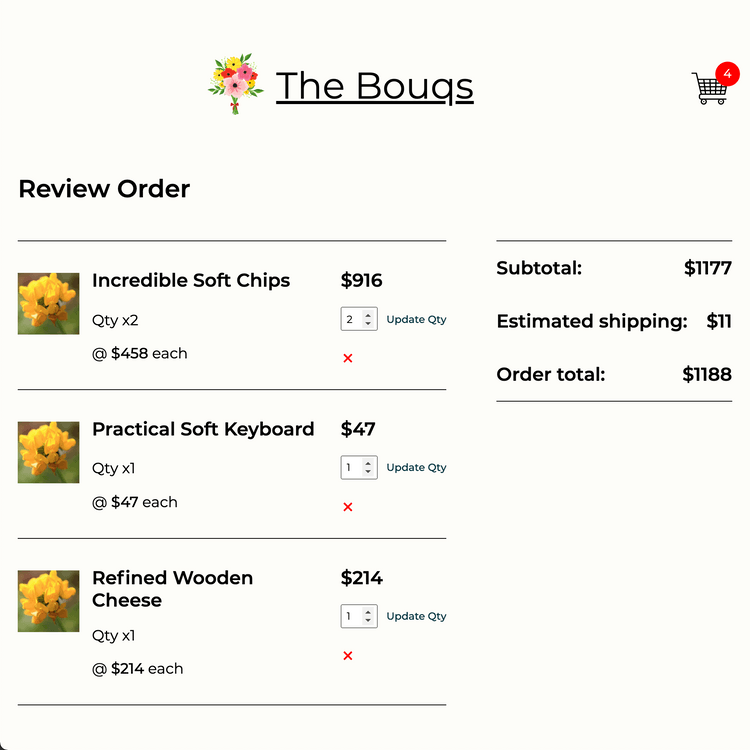 The Bouqs
4
Review Order
Incredible Soft Chips
$916
Qty x2
2
Update Qty
@ $458 each
×
Practical Soft Keyboard
$47
Qty x1
1
Update Qty
@ $47 each
×
Refined Wooden
Cheese
$214
Qty x1
1
Update Qty
@ $214 each
×
Subtotal: $1177
Estimated shipping: $11
Order total: $1188